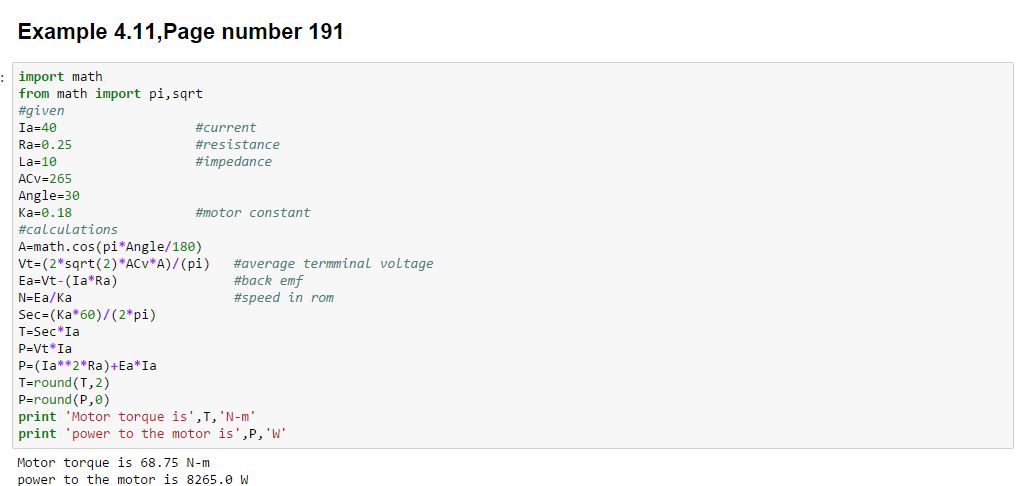 Example 4.11,Page number 191
:
import math
from math import pi,sqrt
#given
Ia=40 #current
Ra=0.25 #resistance
La=10 #impedance
ACv=265
Angle=30
Ka=0.18 #motor constant
#calculations
A=math.cos(pi*Angle/180)
Vt=(2*sqrt(2)*ACv*A)/(pi) #average termminal voltage
Ea=Vt-(Ia*Ra) #back emf
N=Ea/Ka #speed in rom
Sec=(Ka*60)/(2*pi)
T=Sec*Ia
P=Vt*Ia
P=(Ia**2*Ra)+Ea*Ia
T=round(T,2)
P=round(P,0)
print 'Motor torque is',T,'N-m'
print 'power to the motor is',P,'W'
Motor torque is 68.75 N-m
power to the motor is 8265.0 W